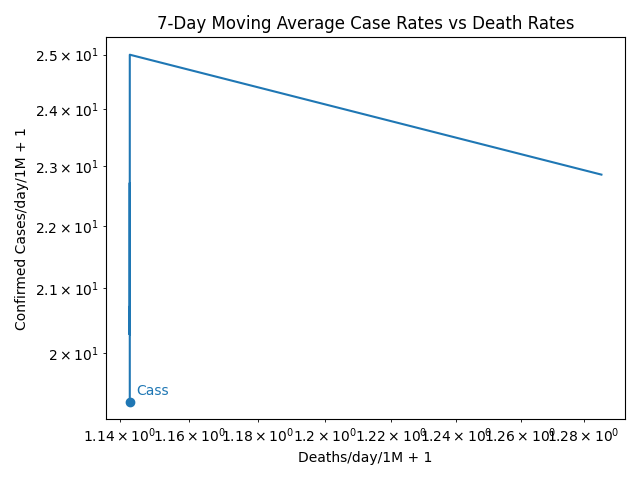 7-Day Moving Average Case Rates vs Death Rates
Confirmed Cases/day/1M + 1
2.5 × 10¹
2.4 × 10¹
2.3 × 10¹
2.2 × 10¹
2.1 × 10¹
2 × 10¹
Cass
1.14 × 10⁰ 1.16 × 10⁰ 1.18 × 10⁰ 1.2 × 10⁰ 1.22 × 10⁰ 1.24 × 10⁰ 1.26 × 10⁰ 1.28 × 10⁰
Deaths/day/1M + 1